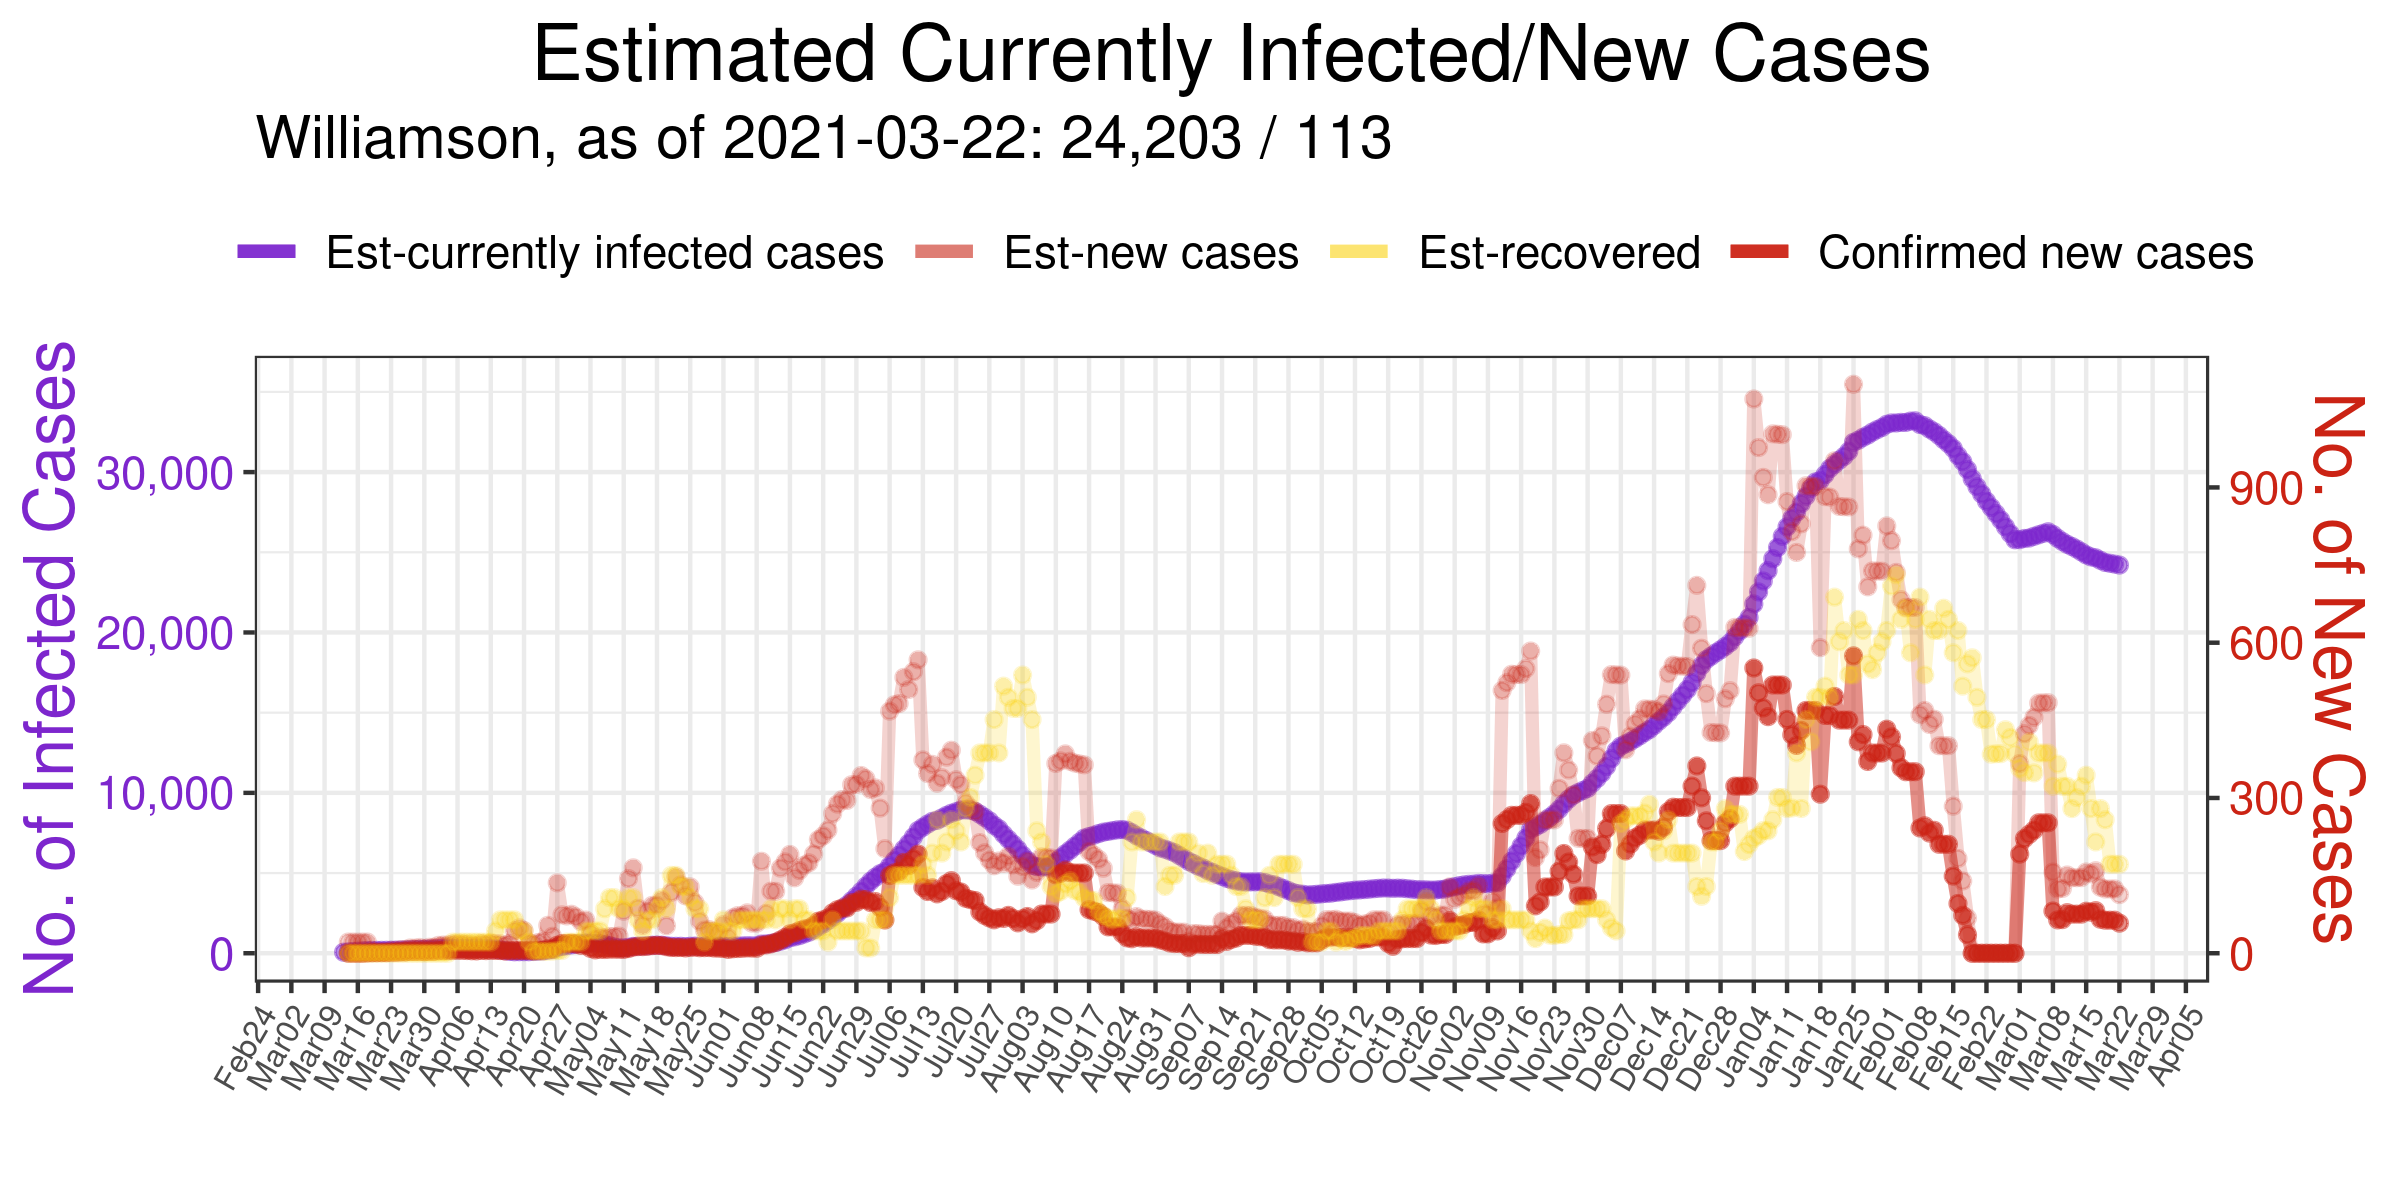 Estimated Currently Infected/New Cases
Williamson, as of 2021-03-22: 24,203 / 113
Est-currently infected cases Est-new cases Est-recovered Confirmed new cases
No. of Infected Cases
30,000
20,000
10,000
0
900
600
300
0
No. of New Cases
Feb24 Mar02 Mar09 Mar16 Mar23 Mar30 Apr06 Apr13 Apr20 Apr27 May04 May11 May18 May25 Jun01 Jun08 Jun15 Jun22 Jun29 Jul06 Jul13 Jul20 Jul27 Aug03 Aug10 Aug17 Aug24 Aug31 Sep07 Sep14 Sep21 Sep28 Oct05 Oct12 Oct19 Oct26 Nov02 Nov09 Nov16 Nov23 Nov30 Dec07 Dec14 Dec21 Dec28 Jan04 Jan11 Jan18 Jan25 Feb01 Feb08 Feb15 Feb22 Mar01 Mar08 Mar15 Mar22 Mar29 Apr05